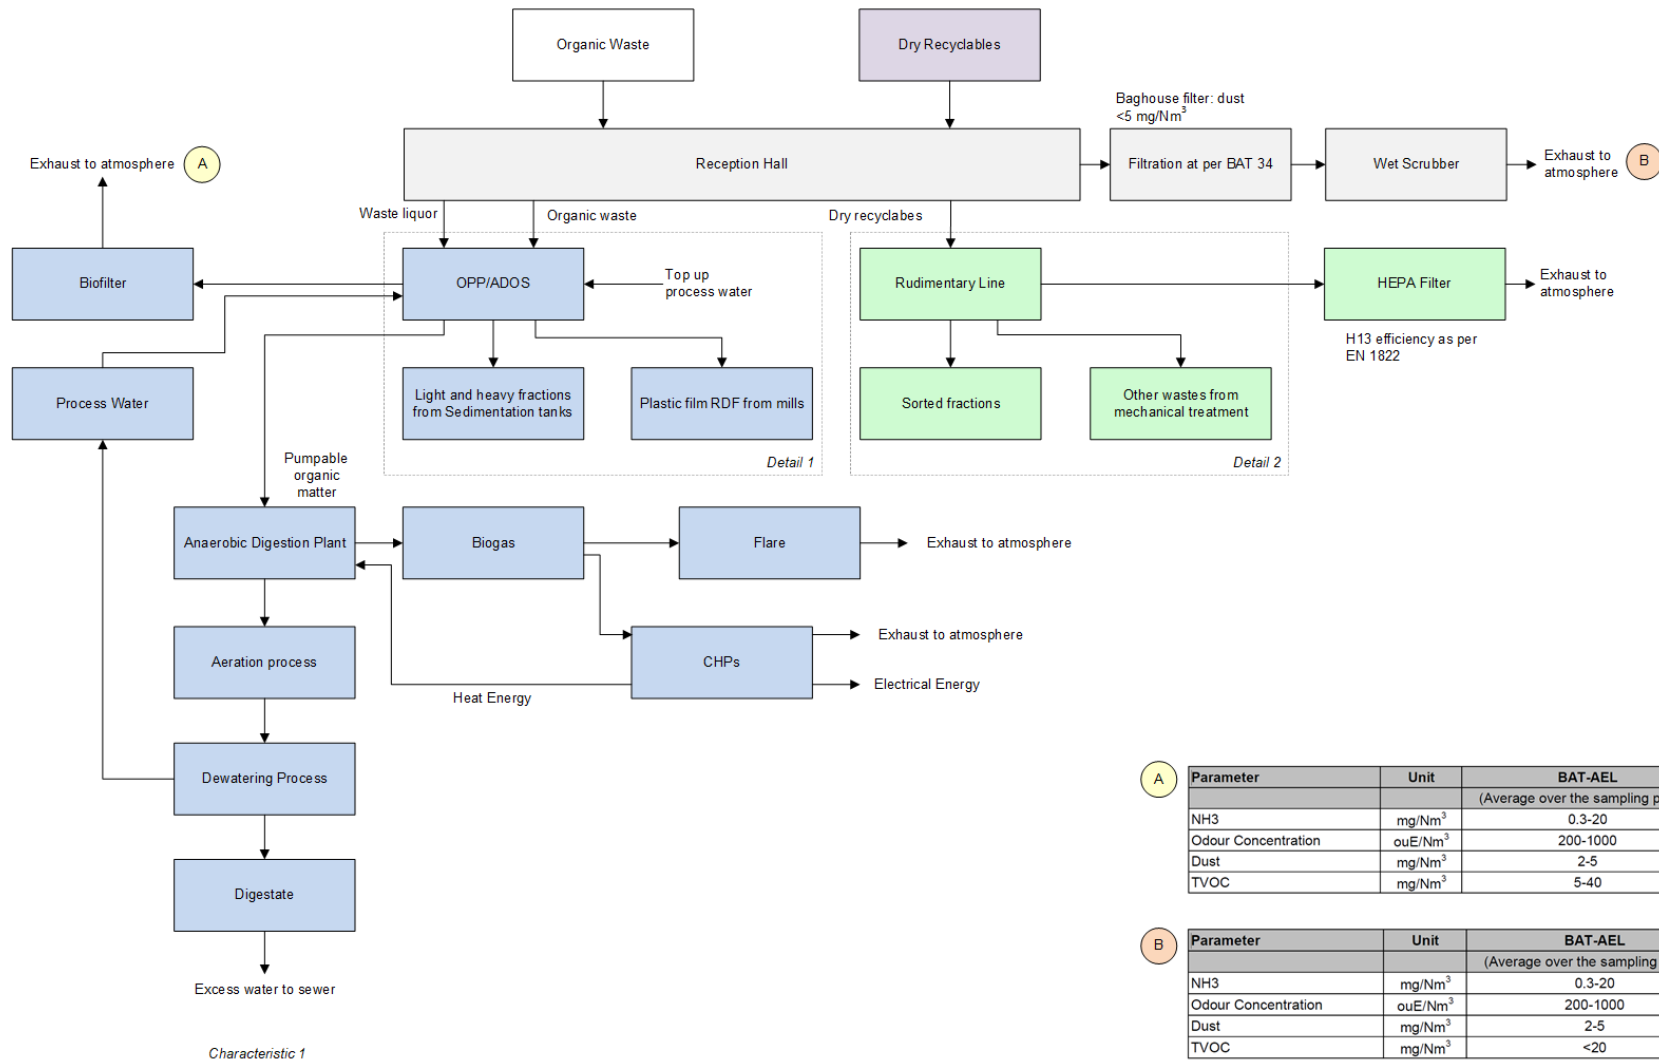 Organic Waste
Dry Recyclables
Baghouse filter: dust
<5 mg/Nm3
Exhaust to atmosphere
A
Reception Hall
Filtration at per BAT 34
Wet Scrubber
Exhaust to
atmosphere
B
Waste liquor
Organic waste
Dry recyclabes
Biofilter
OPP/ADOS
Top up
process water
Rudimentary Line
HEPA Filter
Exhaust to
atmosphere
H13 efficiency as per
EN 1822
Process Water
Light and heavy fractions
from Sedimentation tanks
Plastic film RDF from mills
Sorted fractions
Other wastes from
mechanical treatment
Detail 1
Detail 2
Pumpable
organic
matter
Anaerobic Digestion Plant
Biogas
Flare
Exhaust to atmosphere
Aeration process
CHPs
Exhaust to atmosphere
Electrical Energy
Heat Energy
Dewatering Process
Digestate
Excess water to sewer
Characteristic 1
A
Parameter Unit BAT-AEL
(Average over the sampling p
NH3 mg/Nm3 0.3-20
Odour Concentration ouE/Nm3 200-1000
Dust mg/Nm3 2-5
TVOC mg/Nm3 5-40
B
Parameter Unit BAT-AEL
(Average over the sampling
NH3 mg/Nm3 0.3-20
Odour Concentration ouE/Nm3 200-1000
Dust mg/Nm3 2-5
TVOC mg/Nm3 <20